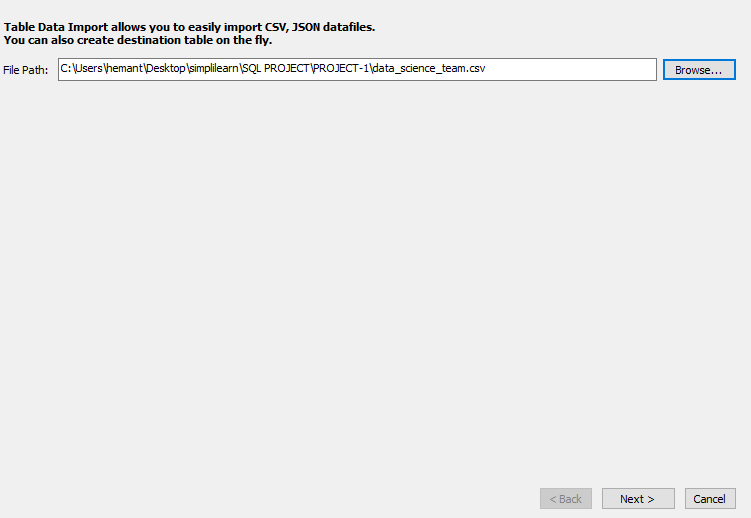 Table Data Import allows you to easily import CSV, JSON datafiles.
You can also create destination table on the fly.
File Path: C:\Users\hemant\Desktop\simplilearn\SQL PROJECT\PROJECT-1\data_science_team.csv Browse...
< Back Next > Cancel